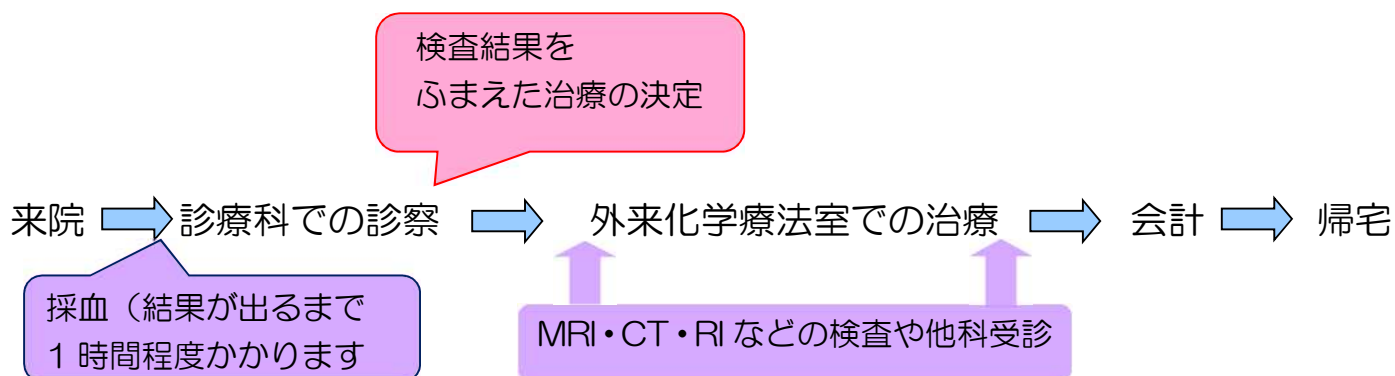 検査結果を
ふまえた治療の決定
来院 診療科での診察 外来化学療法室での治療 会計 帰宅
採血（結果が出るまで
1時間程度かかります
MRI・CT・RIなどの検査や他科受診